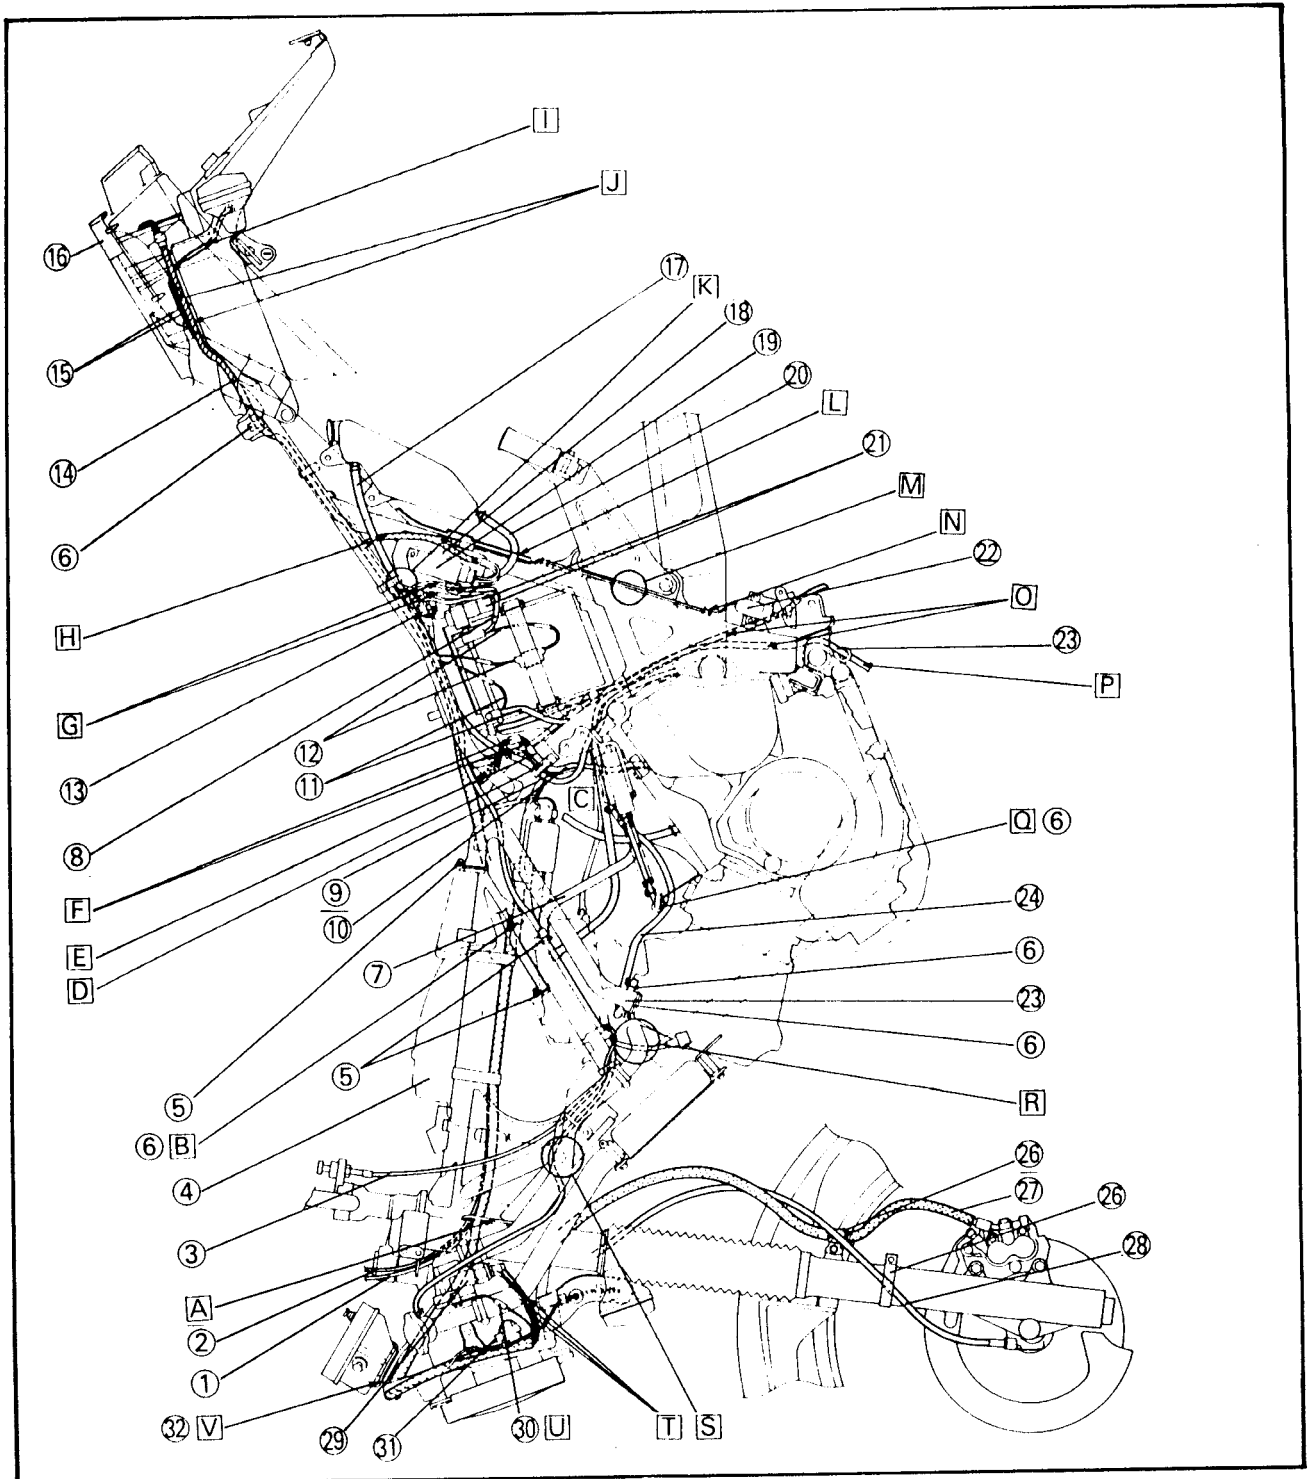 I
J
⑯
⑰ K
⑱
⑲
⑮
⑳
L
⑭
㉑
M
⑥
N
㉒
H
O
㉓
P
G
⑫
⑬
⑪
C
⑧
Q ⑥
⑨
F
⑩
㉔
E
⑦
⑥
D
㉓
⑥
⑤
⑤
R
⑥ B
④
㉖
㉗ ㉖
③
㉘
A
②
①
㉜ V
㉙
㉛
㉚ U
T S